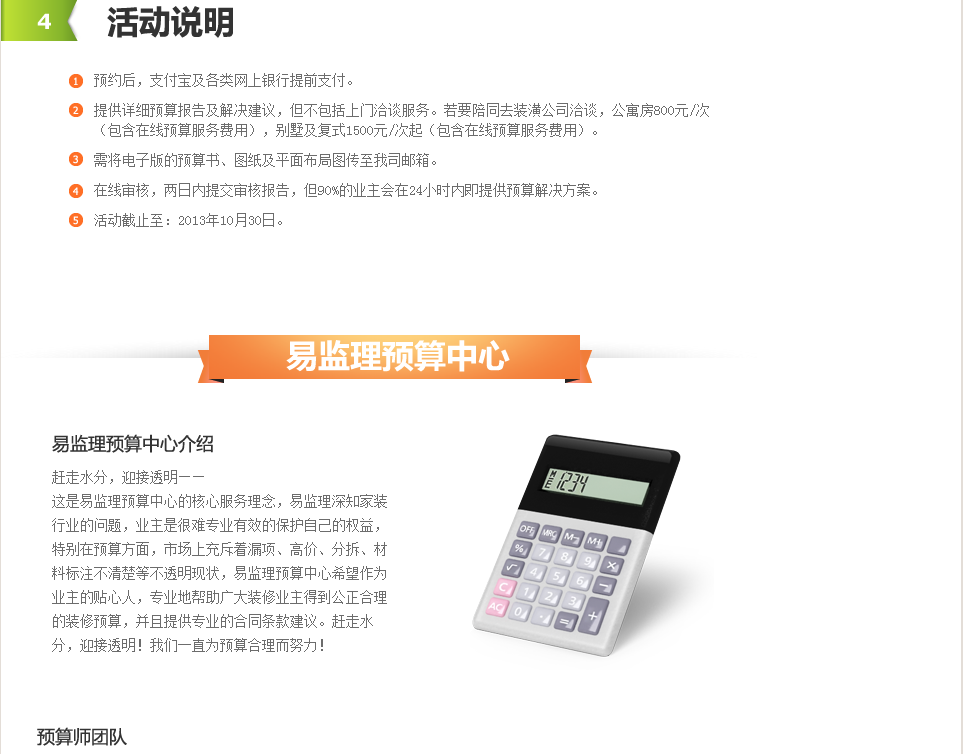 4 活动说明
1 预约后，支付宝及各类网上银行提前支付。
2 提供详细预算报告及解决建议，但不包括上门洽谈服务。若要陪同去装潢公司洽谈，公寓房800元/次
（包含在线预算服务费用），别墅及复式1500元/次起（包含在线预算服务费用）。
3 需将电子版的预算书、图纸及平面布局图传至我司邮箱。
4 在线审核，两日内提交审核报告，但90%的业主会在24小时内即提供预算解决方案。
5 活动截止至：2013年10月30日。
易监理预算中心
易监理预算中心介绍
赶走水分，迎接透明——
这是易监理预算中心的核心服务理念，易监理深知家装
行业的问题，业主是很难专业有效的保护自己的权益，
特别在预算方面，市场上充斥着漏项、高价、分拆、材
料标注不清楚等不透明现状，易监理预算中心希望作为
业主的贴心人，专业地帮助广大装修业主得到公正合理
的装修预算，并且提供专业的合同条款建议。赶走水
分，迎接透明！我们一直为预算合理而努力！
1234
OFF MRC M- M+
% 7 8 9 ×
√ 4 5 6 −
C 1 2 3 +
AC 0 . =
预算师团队